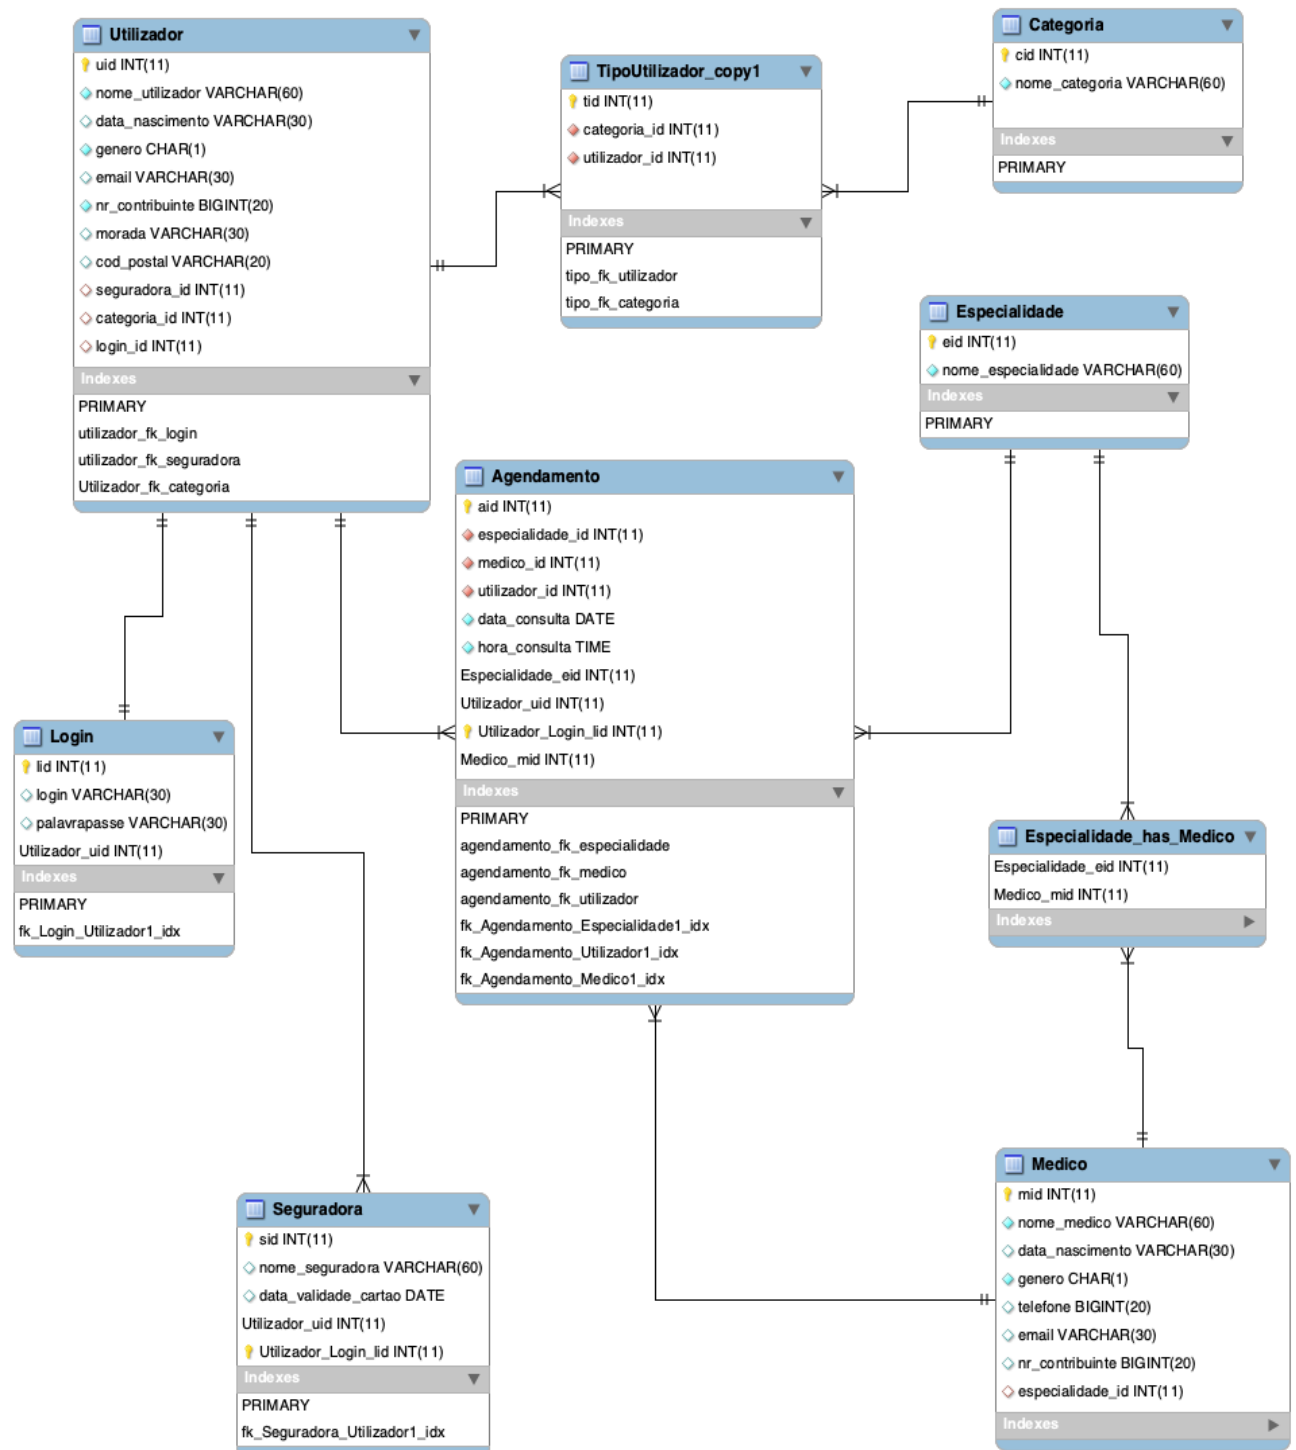 Utilizador
uid INT(11)
nome_utilizador VARCHAR(60)
data_nascimento VARCHAR(30)
genero CHAR(1)
email VARCHAR(30)
nr_contribuinte BIGINT(20)
morada VARCHAR(30)
cod_postal VARCHAR(20)
seguradora_id INT(11)
categoria_id INT(11)
login_id INT(11)
Indexes
PRIMARY
utilizador_fk_login
utilizador_fk_seguradora
Utilizador_fk_categoria
TipoUtilizador_copy1
tid INT(11)
categoria_id INT(11)
utilizador_id INT(11)
Indexes
PRIMARY
tipo_fk_utilizador
tipo_fk_categoria
Categoria
cid INT(11)
nome_categoria VARCHAR(60)
Indexes
PRIMARY
Especialidade
eid INT(11)
nome_especialidade VARCHAR(60)
Indexes
PRIMARY
Agendamento
aid INT(11)
especialidade_id INT(11)
medico_id INT(11)
utilizador_id INT(11)
data_consulta DATE
hora_consulta TIME
Especialidade_eid INT(11)
Utilizador_uid INT(11)
Utilizador_Login_lid INT(11)
Medico_mid INT(11)
Indexes
PRIMARY
agendamento_fk_especialidade
agendamento_fk_medico
agendamento_fk_utilizador
fk_Agendamento_Especialidade1_idx
fk_Agendamento_Utilizador1_idx
fk_Agendamento_Medico1_idx
Login
lid INT(11)
login VARCHAR(30)
palavrapasse VARCHAR(30)
Utilizador_uid INT(11)
Indexes
PRIMARY
fk_Login_Utilizador1_idx
Especialidade_has_Medico
Especialidade_eid INT(11)
Medico_mid INT(11)
Indexes
Seguradora
sid INT(11)
nome_seguradora VARCHAR(60)
data_validade_cartao DATE
Utilizador_uid INT(11)
Utilizador_Login_lid INT(11)
Indexes
PRIMARY
fk_Seguradora_Utilizador1_idx
Medico
mid INT(11)
nome_medico VARCHAR(60)
data_nascimento VARCHAR(30)
genero CHAR(1)
telefone BIGINT(20)
email VARCHAR(30)
nr_contribuinte BIGINT(20)
especialidade_id INT(11)
Indexes